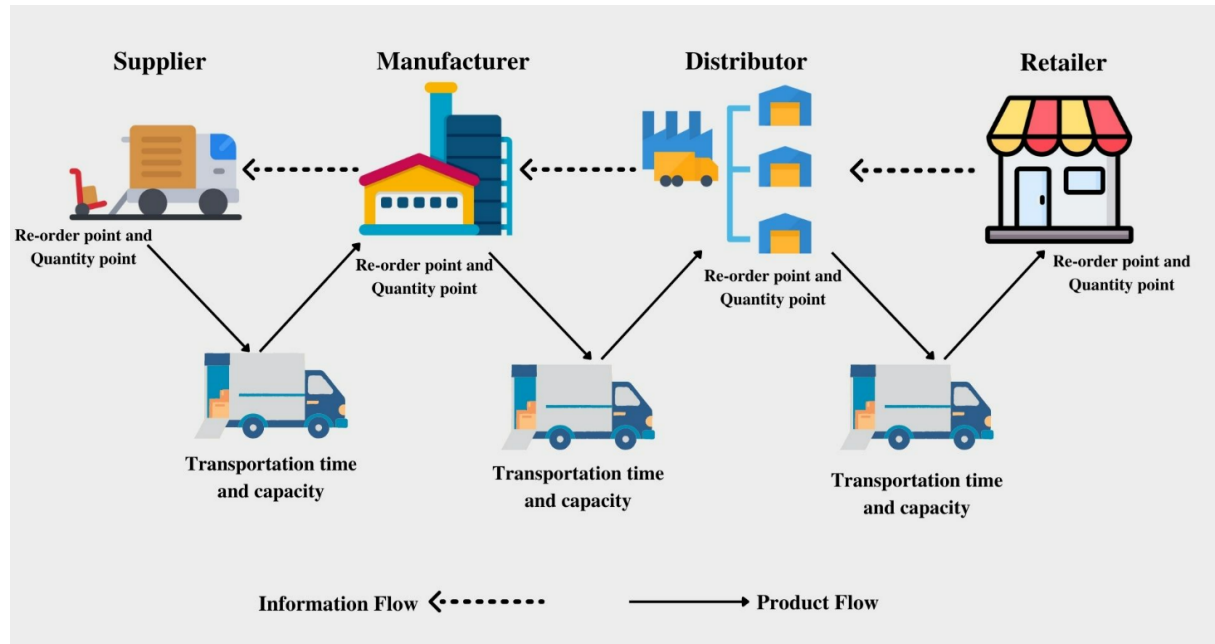 Supplier
Manufacturer
Distributor
Retailer
Re-order point and
Quantity point
Re-order point and
Quantity point
Re-order point and
Quantity point
Re-order point and
Quantity point
Transportation time
and capacity
Transportation time
and capacity
Transportation time
and capacity
Information Flow
Product Flow